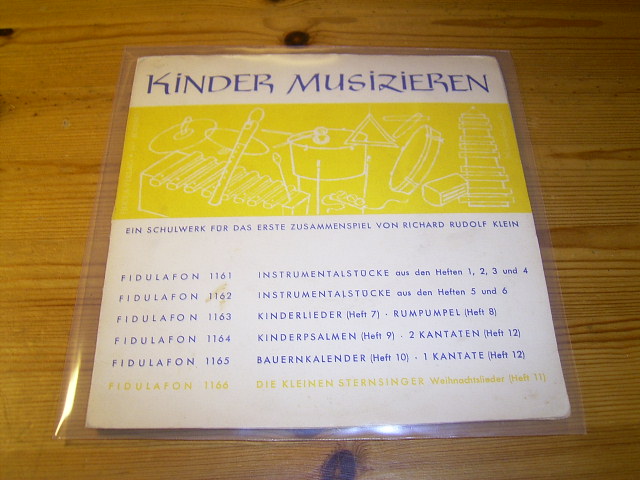 KINDER MUSIZIEREN
EIN SCHULWERK FÜR DAS ERSTE ZUSAMMENSPIEL VON RICHARD RUDOLF KLEIN
FIDULAFON 1161 INSTRUMENTALSTÜCKE aus den Heften 1, 2, 3 und 4
FIDULAFON 1162 INSTRUMENTALSTÜCKE aus den Heften 5 und 6
FIDULAFON 1163 KINDERLIEDER (Heft 7) · RUMPUMPEL (Heft 8)
FIDULAFON 1164 KINDERPSALMEN (Heft 9) · 2 KANTATEN (Heft 12)
FIDULAFON 1165 BAUERNKALENDER (Heft 10) · 1 KANTATE (Heft 12)
FIDULAFON 1166 DIE KLEINEN STERNSINGER Weihnachtslieder (Heft 11)